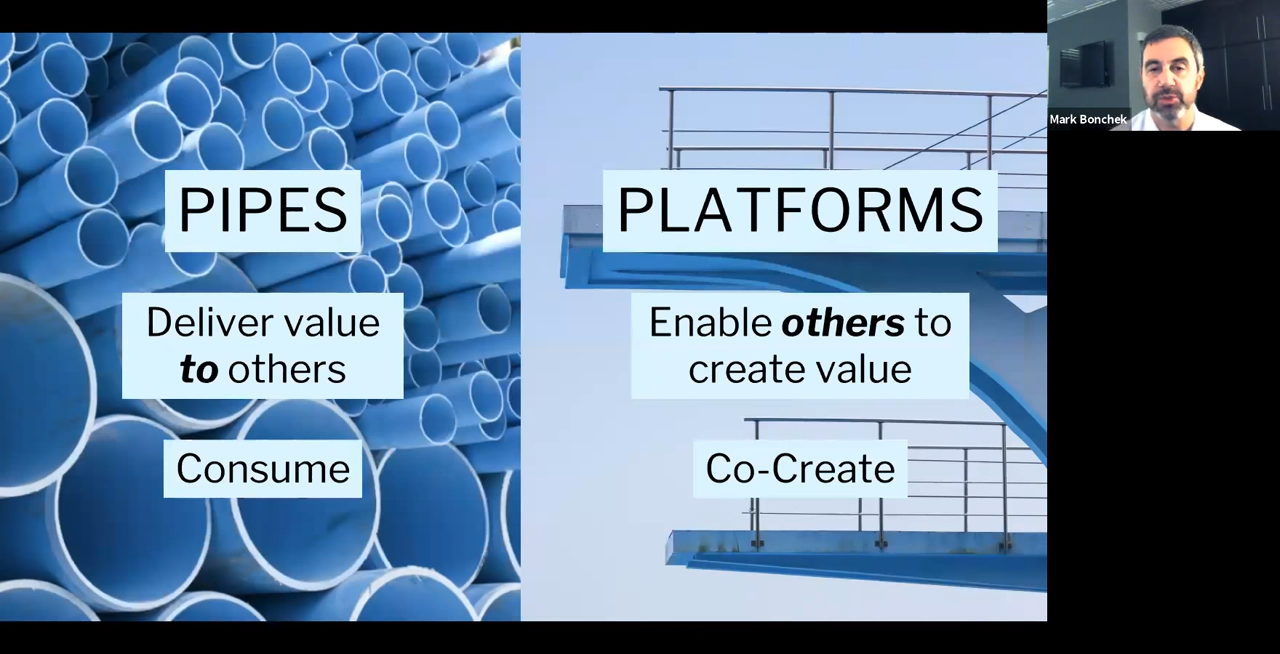 PIPES
Deliver value
to others
Consume
PLATFORMS
Enable others to
create value
Co-Create
Mark Bonchek